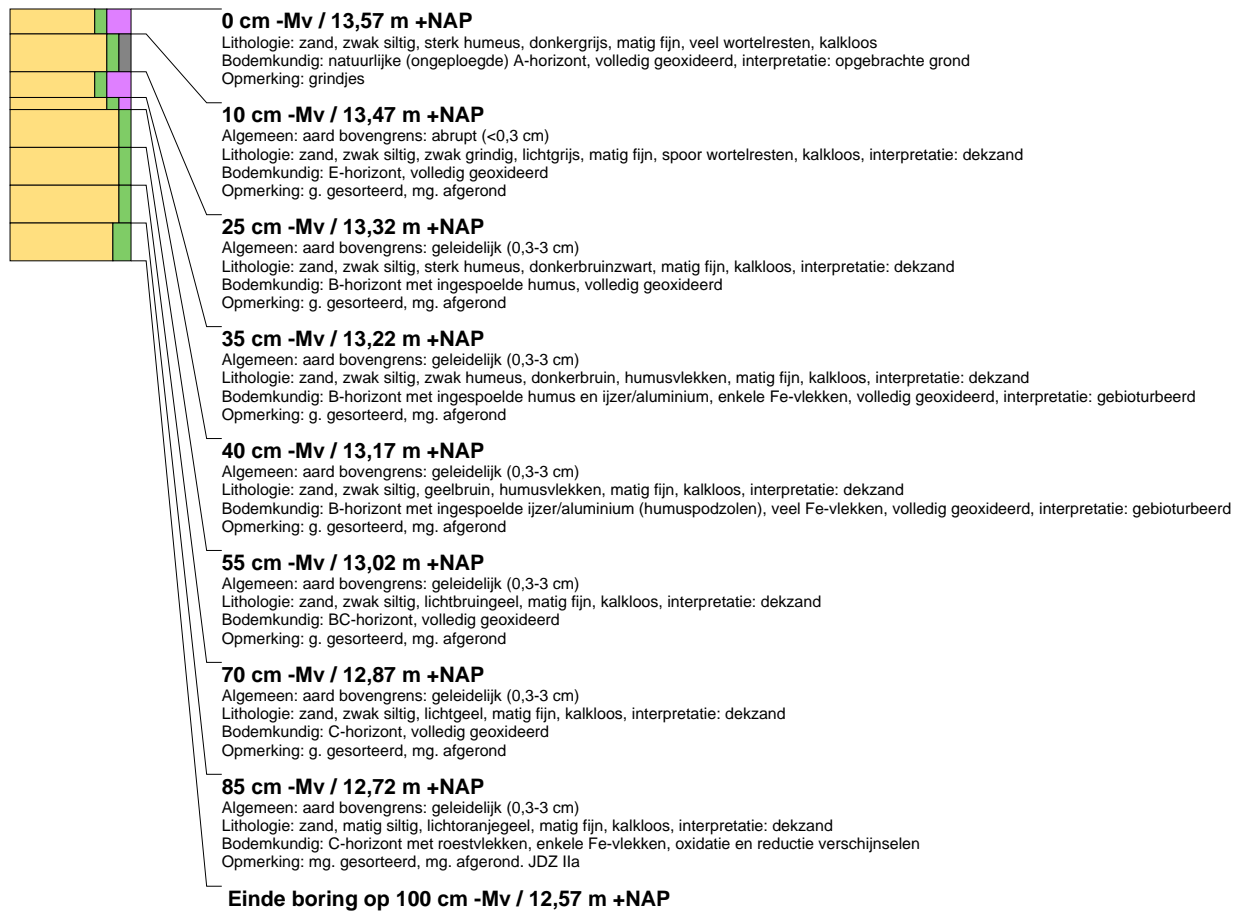 0 cm -Mv / 13,57 m +NAP
Lithologie: zand, zwak siltig, sterk humeus, donkergrijs, matig fijn, veel wortelresten, kalkloos
Bodemkundig: natuurlijke (ongeploegde) A-horizont, volledig geoxideerd, interpretatie: opgebrachte grond
Opmerking: grindjes
10 cm -Mv / 13,47 m +NAP
Algemeen: aard bovengrens: abrupt (<0,3 cm)
Lithologie: zand, zwak siltig, zwak grindig, lichtgrijs, matig fijn, spoor wortelresten, kalkloos, interpretatie: dekzand
Bodemkundig: E-horizont, volledig geoxideerd
Opmerking: g. gesorteerd, mg. afgerond
25 cm -Mv / 13,32 m +NAP
Algemeen: aard bovengrens: geleidelijk (0,3-3 cm)
Lithologie: zand, zwak siltig, sterk humeus, donkerbruinzwart, matig fijn, kalkloos, interpretatie: dekzand
Bodemkundig: B-horizont met ingespoelde humus, volledig geoxideerd
Opmerking: g. gesorteerd, mg. afgerond
35 cm -Mv / 13,22 m +NAP
Algemeen: aard bovengrens: geleidelijk (0,3-3 cm)
Lithologie: zand, zwak siltig, zwak humeus, donkerbruin, humusvlekken, matig fijn, kalkloos, interpretatie: dekzand
Bodemkundig: B-horizont met ingespoelde humus en ijzer/aluminium, enkele Fe-vlekken, volledig geoxideerd, interpretatie: gebioturbeerd
Opmerking: g. gesorteerd, mg. afgerond
40 cm -Mv / 13,17 m +NAP
Algemeen: aard bovengrens: geleidelijk (0,3-3 cm)
Lithologie: zand, zwak siltig, geelbruin, humusvlekken, matig fijn, kalkloos, interpretatie: dekzand
Bodemkundig: B-horizont met ingespoelde ijzer/aluminium (humuspodzolen), veel Fe-vlekken, volledig geoxideerd, interpretatie: gebioturbeerd
Opmerking: g. gesorteerd, mg. afgerond
55 cm -Mv / 13,02 m +NAP
Algemeen: aard bovengrens: geleidelijk (0,3-3 cm)
Lithologie: zand, zwak siltig, lichtbruingeel, matig fijn, kalkloos, interpretatie: dekzand
Bodemkundig: BC-horizont, volledig geoxideerd
Opmerking: g. gesorteerd, mg. afgerond
70 cm -Mv / 12,87 m +NAP
Algemeen: aard bovengrens: geleidelijk (0,3-3 cm)
Lithologie: zand, zwak siltig, lichtgeel, matig fijn, kalkloos, interpretatie: dekzand
Bodemkundig: C-horizont, volledig geoxideerd
Opmerking: g. gesorteerd, mg. afgerond
85 cm -Mv / 12,72 m +NAP
Algemeen: aard bovengrens: geleidelijk (0,3-3 cm)
Lithologie: zand, matig siltig, lichtoranjegeel, matig fijn, kalkloos, interpretatie: dekzand
Bodemkundig: C-horizont met roestvlekken, enkele Fe-vlekken, oxidatie en reductie verschijnselen
Opmerking: mg. gesorteerd, mg. afgerond. JDZ IIa
Einde boring op 100 cm -Mv / 12,57 m +NAP